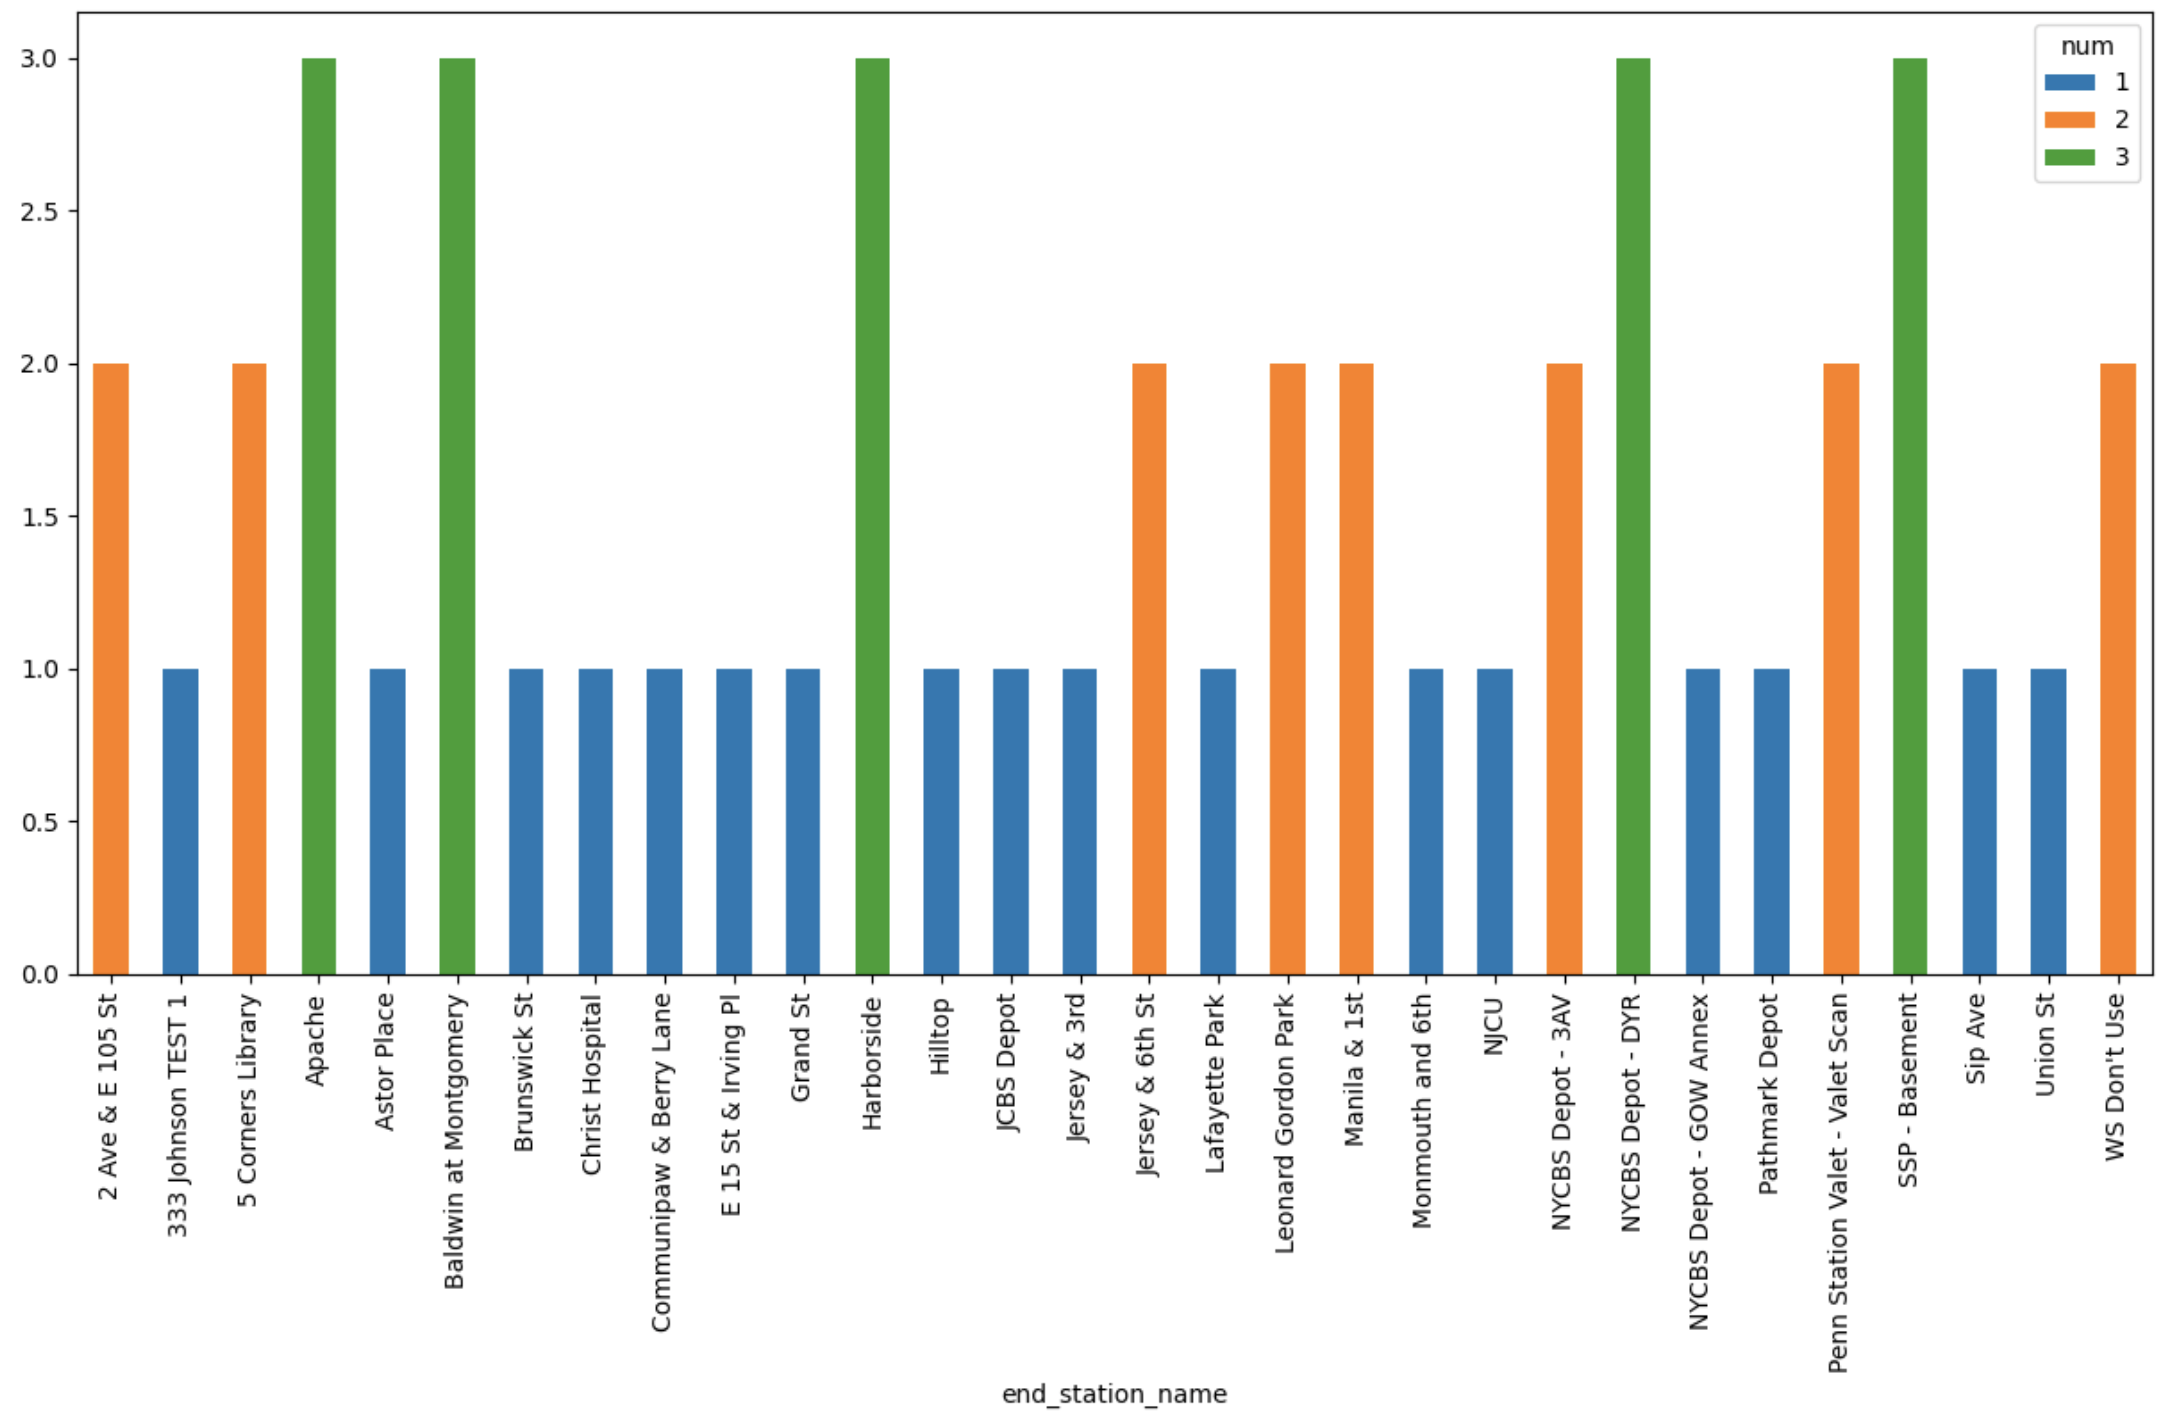 num
1
2
3
3.0
2.5
2.0
1.5
1.0
0.5
0.0
2 Ave & E 105 St
333 Johnson TEST 1
5 Corners Library
Apache
Astor Place
Baldwin at Montgomery
Brunswick St
Christ Hospital
Communipaw & Berry Lane
E 15 St & Irving Pl
Grand St
Harborside
Hilltop
JCBS Depot
Jersey & 3rd
Jersey & 6th St
Lafayette Park
Leonard Gordon Park
Manila & 1st
Monmouth and 6th
NJCU
NYCBS Depot - 3AV
NYCBS Depot - DYR
NYCBS Depot - GOW Annex
Pathmark Depot
Penn Station Valet - Valet Scan
SSP - Basement
Sip Ave
Union St
WS Don't Use
end_station_name